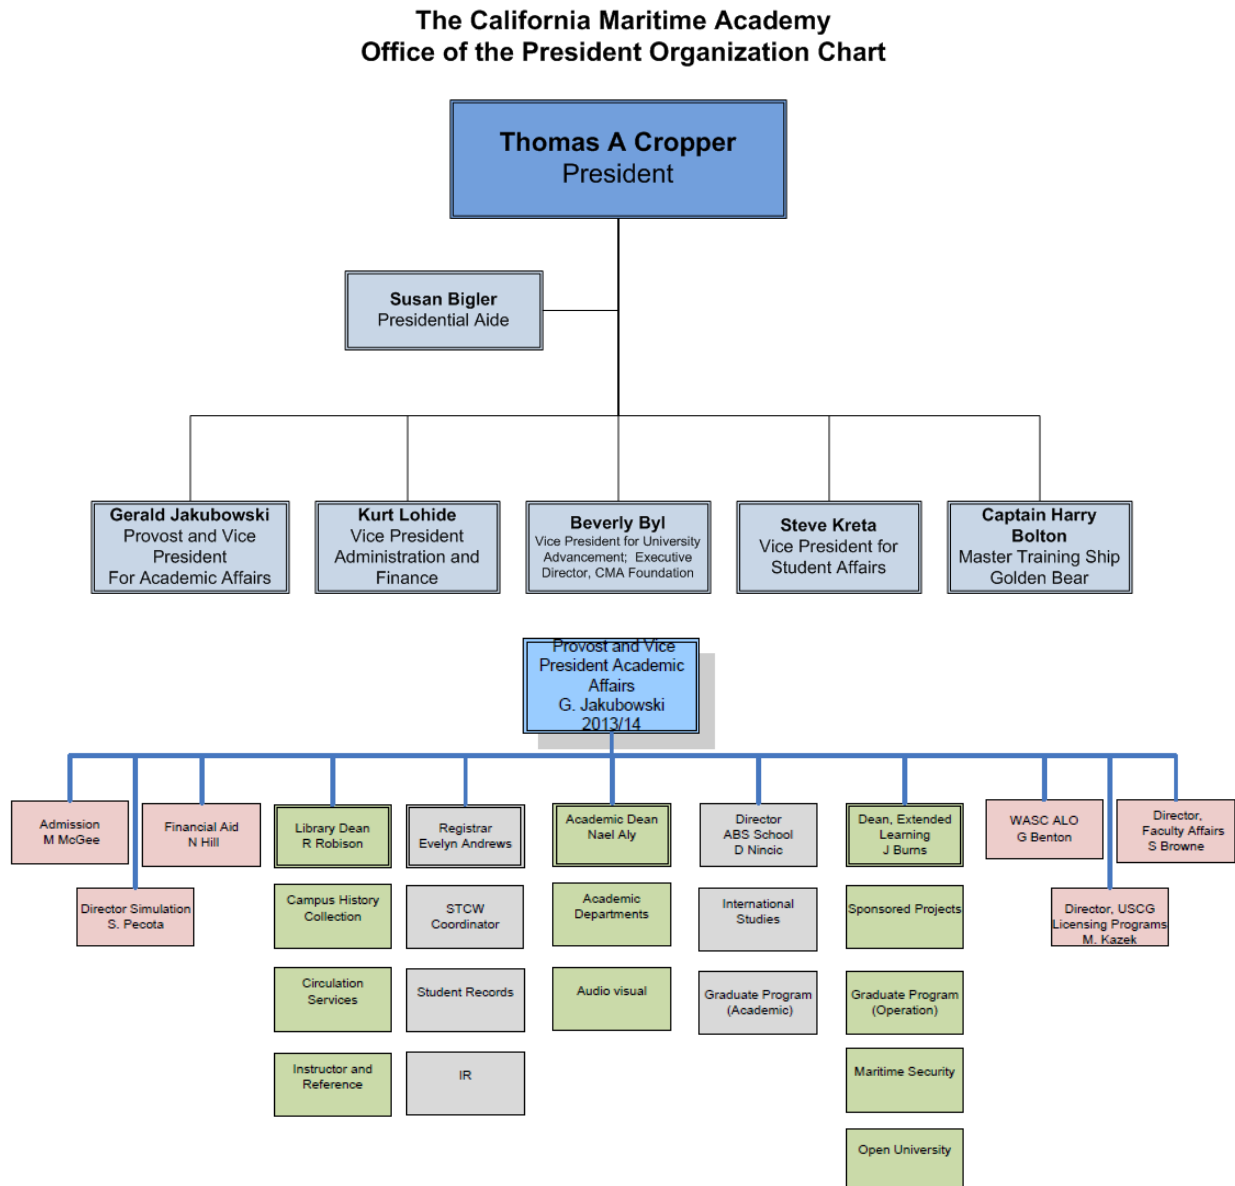 The California Maritime Academy
Office of the President Organization Chart
Thomas A Cropper
President
Susan Bigler
Presidential Aide
Gerald Jakubowski
Provost and Vice
President
For Academic Affairs
Kurt Lohide
Vice President
Administration and
Finance
Beverly Byl
Vice President for University
Advancement; Executive
Director, CMA Foundation
Steve Kreta
Vice President for
Student Affairs
Captain Harry
Bolton
Master Training Ship
Golden Bear
Provost and Vice
President Academic
Affairs
G. Jakubowski
2013/14
Admission
M McGee
Financial Aid
N Hill
Library Dean
R Robison
Registrar
Evelyn Andrews
Academic Dean
Nael Aly
Director
ABS School
D Nincic
Dean, Extended
Learning
J Burns
WASC ALO
G Benton
Director,
Faculty Affairs
S Browne
Director Simulation
S. Pecota
Campus History
Collection
STCW
Coordinator
Academic
Departments
International
Studies
Sponsored Projects
Director, USCG
Licensing Programs
M. Kazek
Circulation
Services
Student Records
Audio visual
Graduate Program
(Academic)
Graduate Program
(Operation)
Instructor and
Reference
IR
Maritime Security
Open University